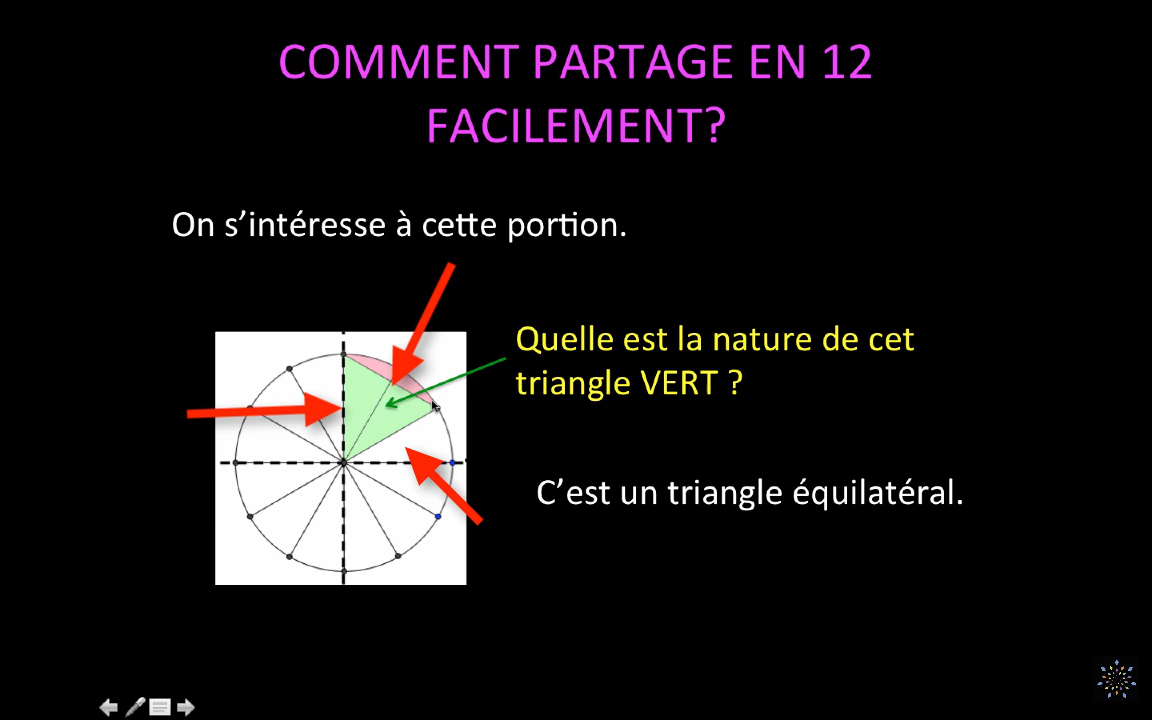 COMMENT PARTAGE EN 12
FACILEMENT?
On s’intéresse à cette portion.
Quelle est la nature de cet
triangle VERT ?
C’est un triangle équilatéral.